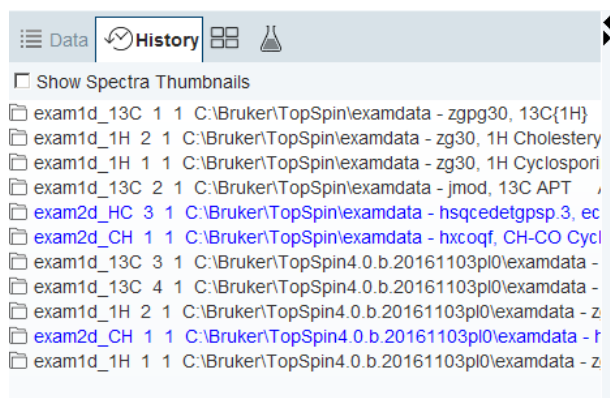 Data History
Show Spectra Thumbnails
exam1d_13C 1 1 C:\Bruker\TopSpin\examdata - zgpg30, 13C{1H}
exam1d_1H 2 1 C:\Bruker\TopSpin\examdata - zg30, 1H Cholestery
exam1d_1H 1 1 C:\Bruker\TopSpin\examdata - zg30, 1H Cyclospori
exam1d_13C 2 1 C:\Bruker\TopSpin\examdata - jmod, 13C APT
exam2d_HC 3 1 C:\Bruker\TopSpin\examdata - hsqcedetgpsp.3, ec
exam2d_CH 1 1 C:\Bruker\TopSpin\examdata - hxcoqf, CH-CO Cycl
exam1d_13C 3 1 C:\Bruker\TopSpin4.0.b.20161103pl0\examdata -
exam1d_13C 4 1 C:\Bruker\TopSpin4.0.b.20161103pl0\examdata -
exam1d_1H 2 1 C:\Bruker\TopSpin4.0.b.20161103pl0\examdata - z
exam2d_CH 1 1 C:\Bruker\TopSpin4.0.b.20161103pl0\examdata - h
exam1d_1H 1 1 C:\Bruker\TopSpin4.0.b.20161103pl0\examdata - z